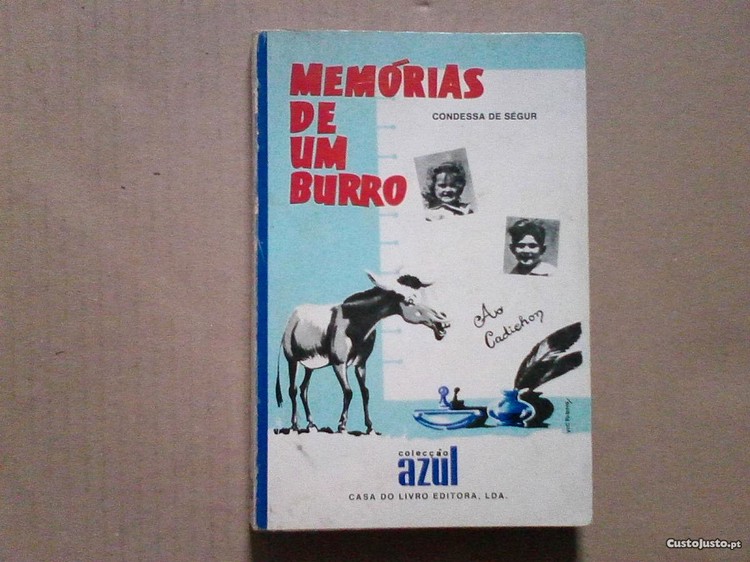 MEMÓRIAS
DE
UM
BURRO
CONDESSA DE SÉGUR
Ao
Cadichon
colecção
azul
CASA DO LIVRO EDITORA, LDA.
CustoJusto.pt